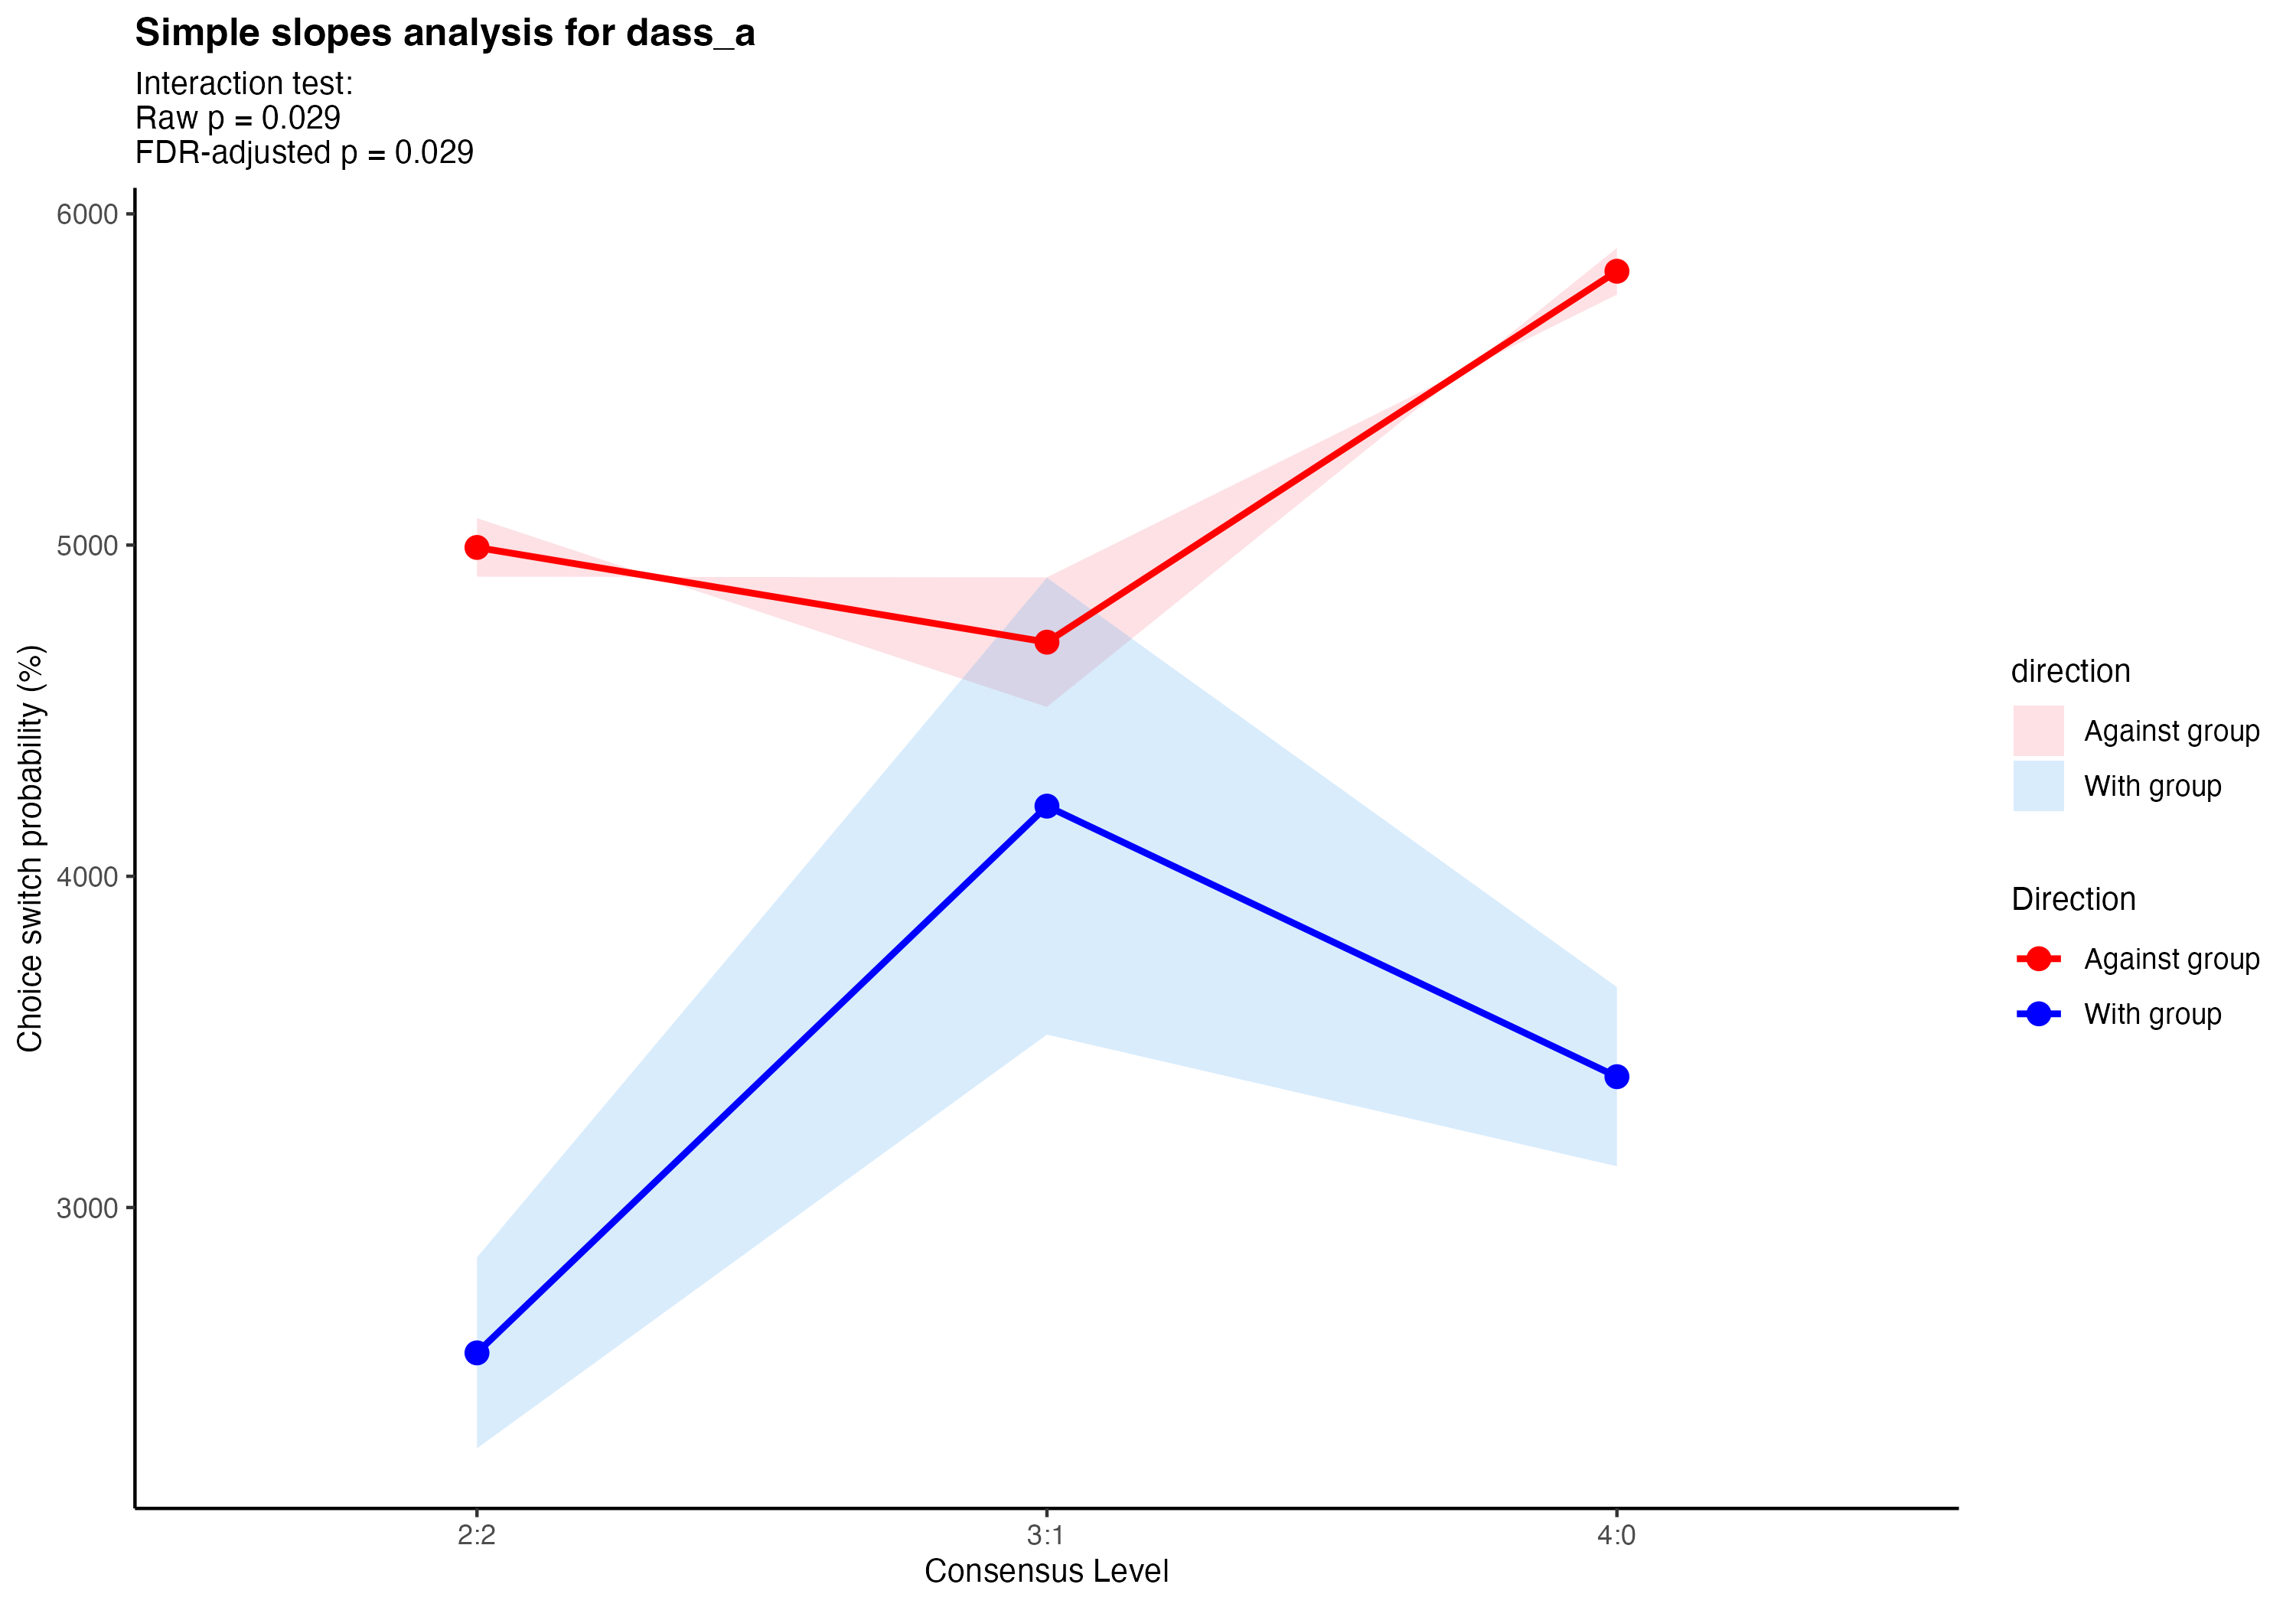 Simple slopes analysis for dass_a
Interaction test:
Raw p = 0.029
FDR-adjusted p = 0.029
Choice switch probability (%)
6000
5000
4000
3000
2:2
3:1
4:0
Consensus Level
direction
Against group
With group
Direction
Against group
With group